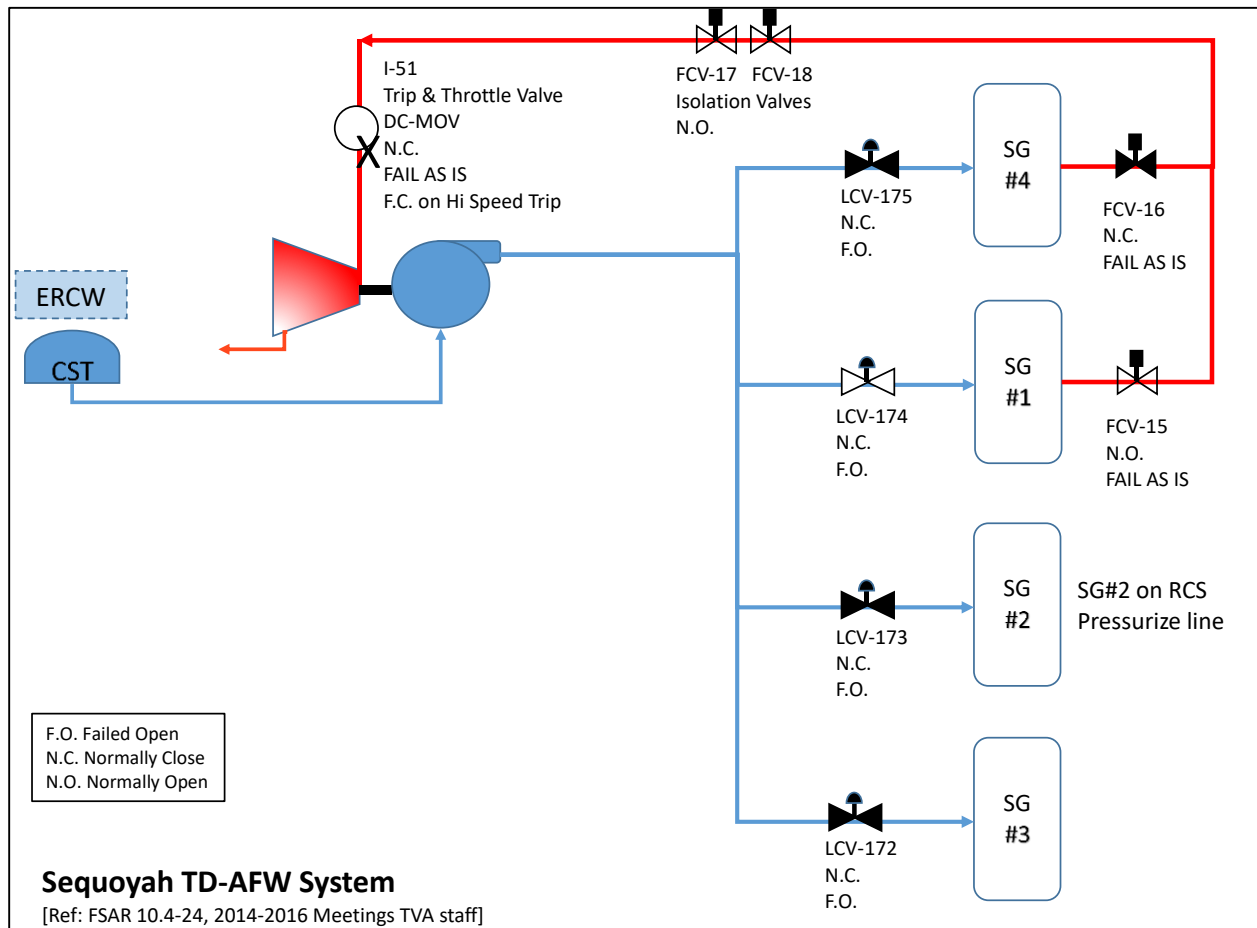 I-51
Trip & Throttle Valve
DC-MOV
N.C.
FAIL AS IS
F.C. on Hi Speed Trip
FCV-17 FCV-18
Isolation Valves
N.O.
LCV-175
N.C.
F.O.
SG
#4
FCV-16
N.C.
FAIL AS IS
ERCW
CST
LCV-174
N.C.
F.O.
SG
#1
FCV-15
N.O.
FAIL AS IS
LCV-173
N.C.
F.O.
SG
#2
SG#2 on RCS
Pressurize line
F.O. Failed Open
N.C. Normally Close
N.O. Normally Open
LCV-172
N.C.
F.O.
SG
#3
Sequoyah TD-AFW System
[Ref: FSAR 10.4-24, 2014-2016 Meetings TVA staff]